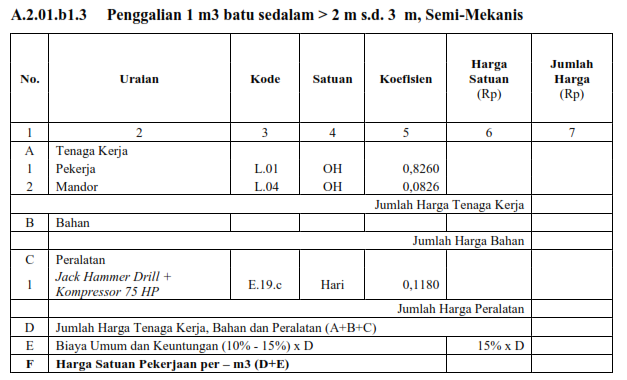 A.2.01.b1.3 Penggalian 1 m3 batu sedalam > 2 m s.d. 3 m, Semi-Mekanis
No. Uraian Kode Satuan Koefisien Harga Satuan (Rp) Jumlah Harga (Rp)
1 2 3 4 5 6 7
A Tenaga Kerja
1 Pekerja L.01 OH 0,8260
2 Mandor L.04 OH 0,0826
Jumlah Harga Tenaga Kerja
B Bahan
Jumlah Harga Bahan
C Peralatan
1 Jack Hammer Drill + Kompressor 75 HP E.19.c Hari 0,1180
Jumlah Harga Peralatan
D Jumlah Harga Tenaga Kerja, Bahan dan Peralatan (A+B+C)
E Biaya Umum dan Keuntungan (10% - 15%) x D 15% x D
F Harga Satuan Pekerjaan per – m3 (D+E)